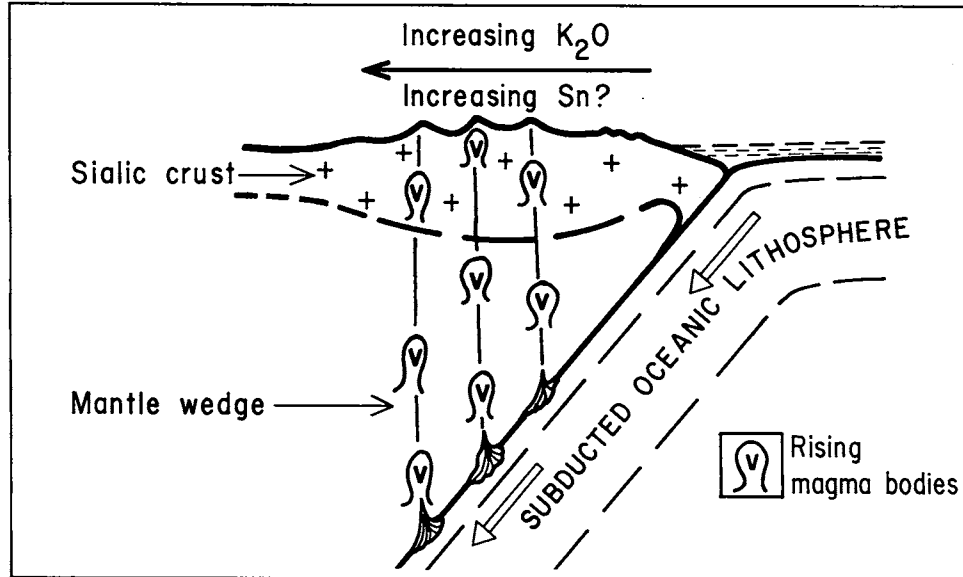 Increasing K₂O
Increasing Sn?
Sialic crust
Mantle wedge
SUBDUCTED OCEANIC LITHOSPHERE
V
V
V
V
V
V
V
V
V
V
Rising
magma bodies